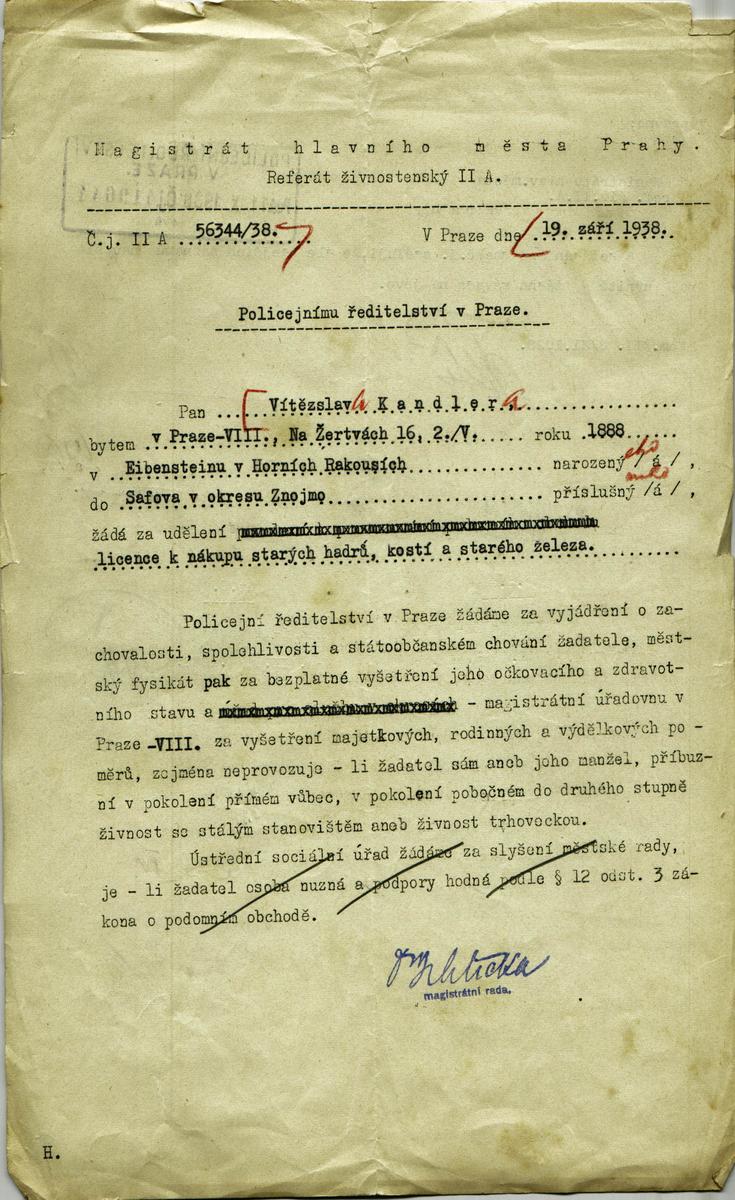 Magistrát hlavního města Prahy.
Referát živnostenský II A.
Č.j. II A 56344/38. V Praze dne 19. září 1938.
Policejnímu ředitelství v Praze.
Pan Vítězslava Kandlera
bytem v Praze-VIII., Na Žertvách 16, 2./V. roku 1888
v Eibensteinu v Horních Rakousích narozený /á/,
do Safova v okresu Znojmo příslušný /á/,
žádá za udělení
licence k nákupu starých hadrů, kostí a starého železa.
Policejní ředitelství v Praze žádáme za vyjádření o za-
chovalosti, spolehlivosti a státoobčanském chování žadatele, měst-
ský fysikát pak za bezplatné vyšetření jeho očkovacího a zdravot-
ního stavu a - magistrátní úřadovnu v
Praze -VIII. za vyšetření majetkových, rodinných a výdělkových po -
měrů, zejména neprovozuje - li žadatel sám aneb jeho manžel, příbuz-
ní v pokolení přímém vůbec, v pokolení pobočném do druhého stupně
živnost se stálým stanovištěm aneb živnost trhoveckou.
Ústřední sociální úřad žádáme za slyšení městské rady,
je - li žadatel osoba nuzná a podpory hodná podle § 12 odst. 3 zá-
kona o podomním obchodě.
magistrátní rada.
H.